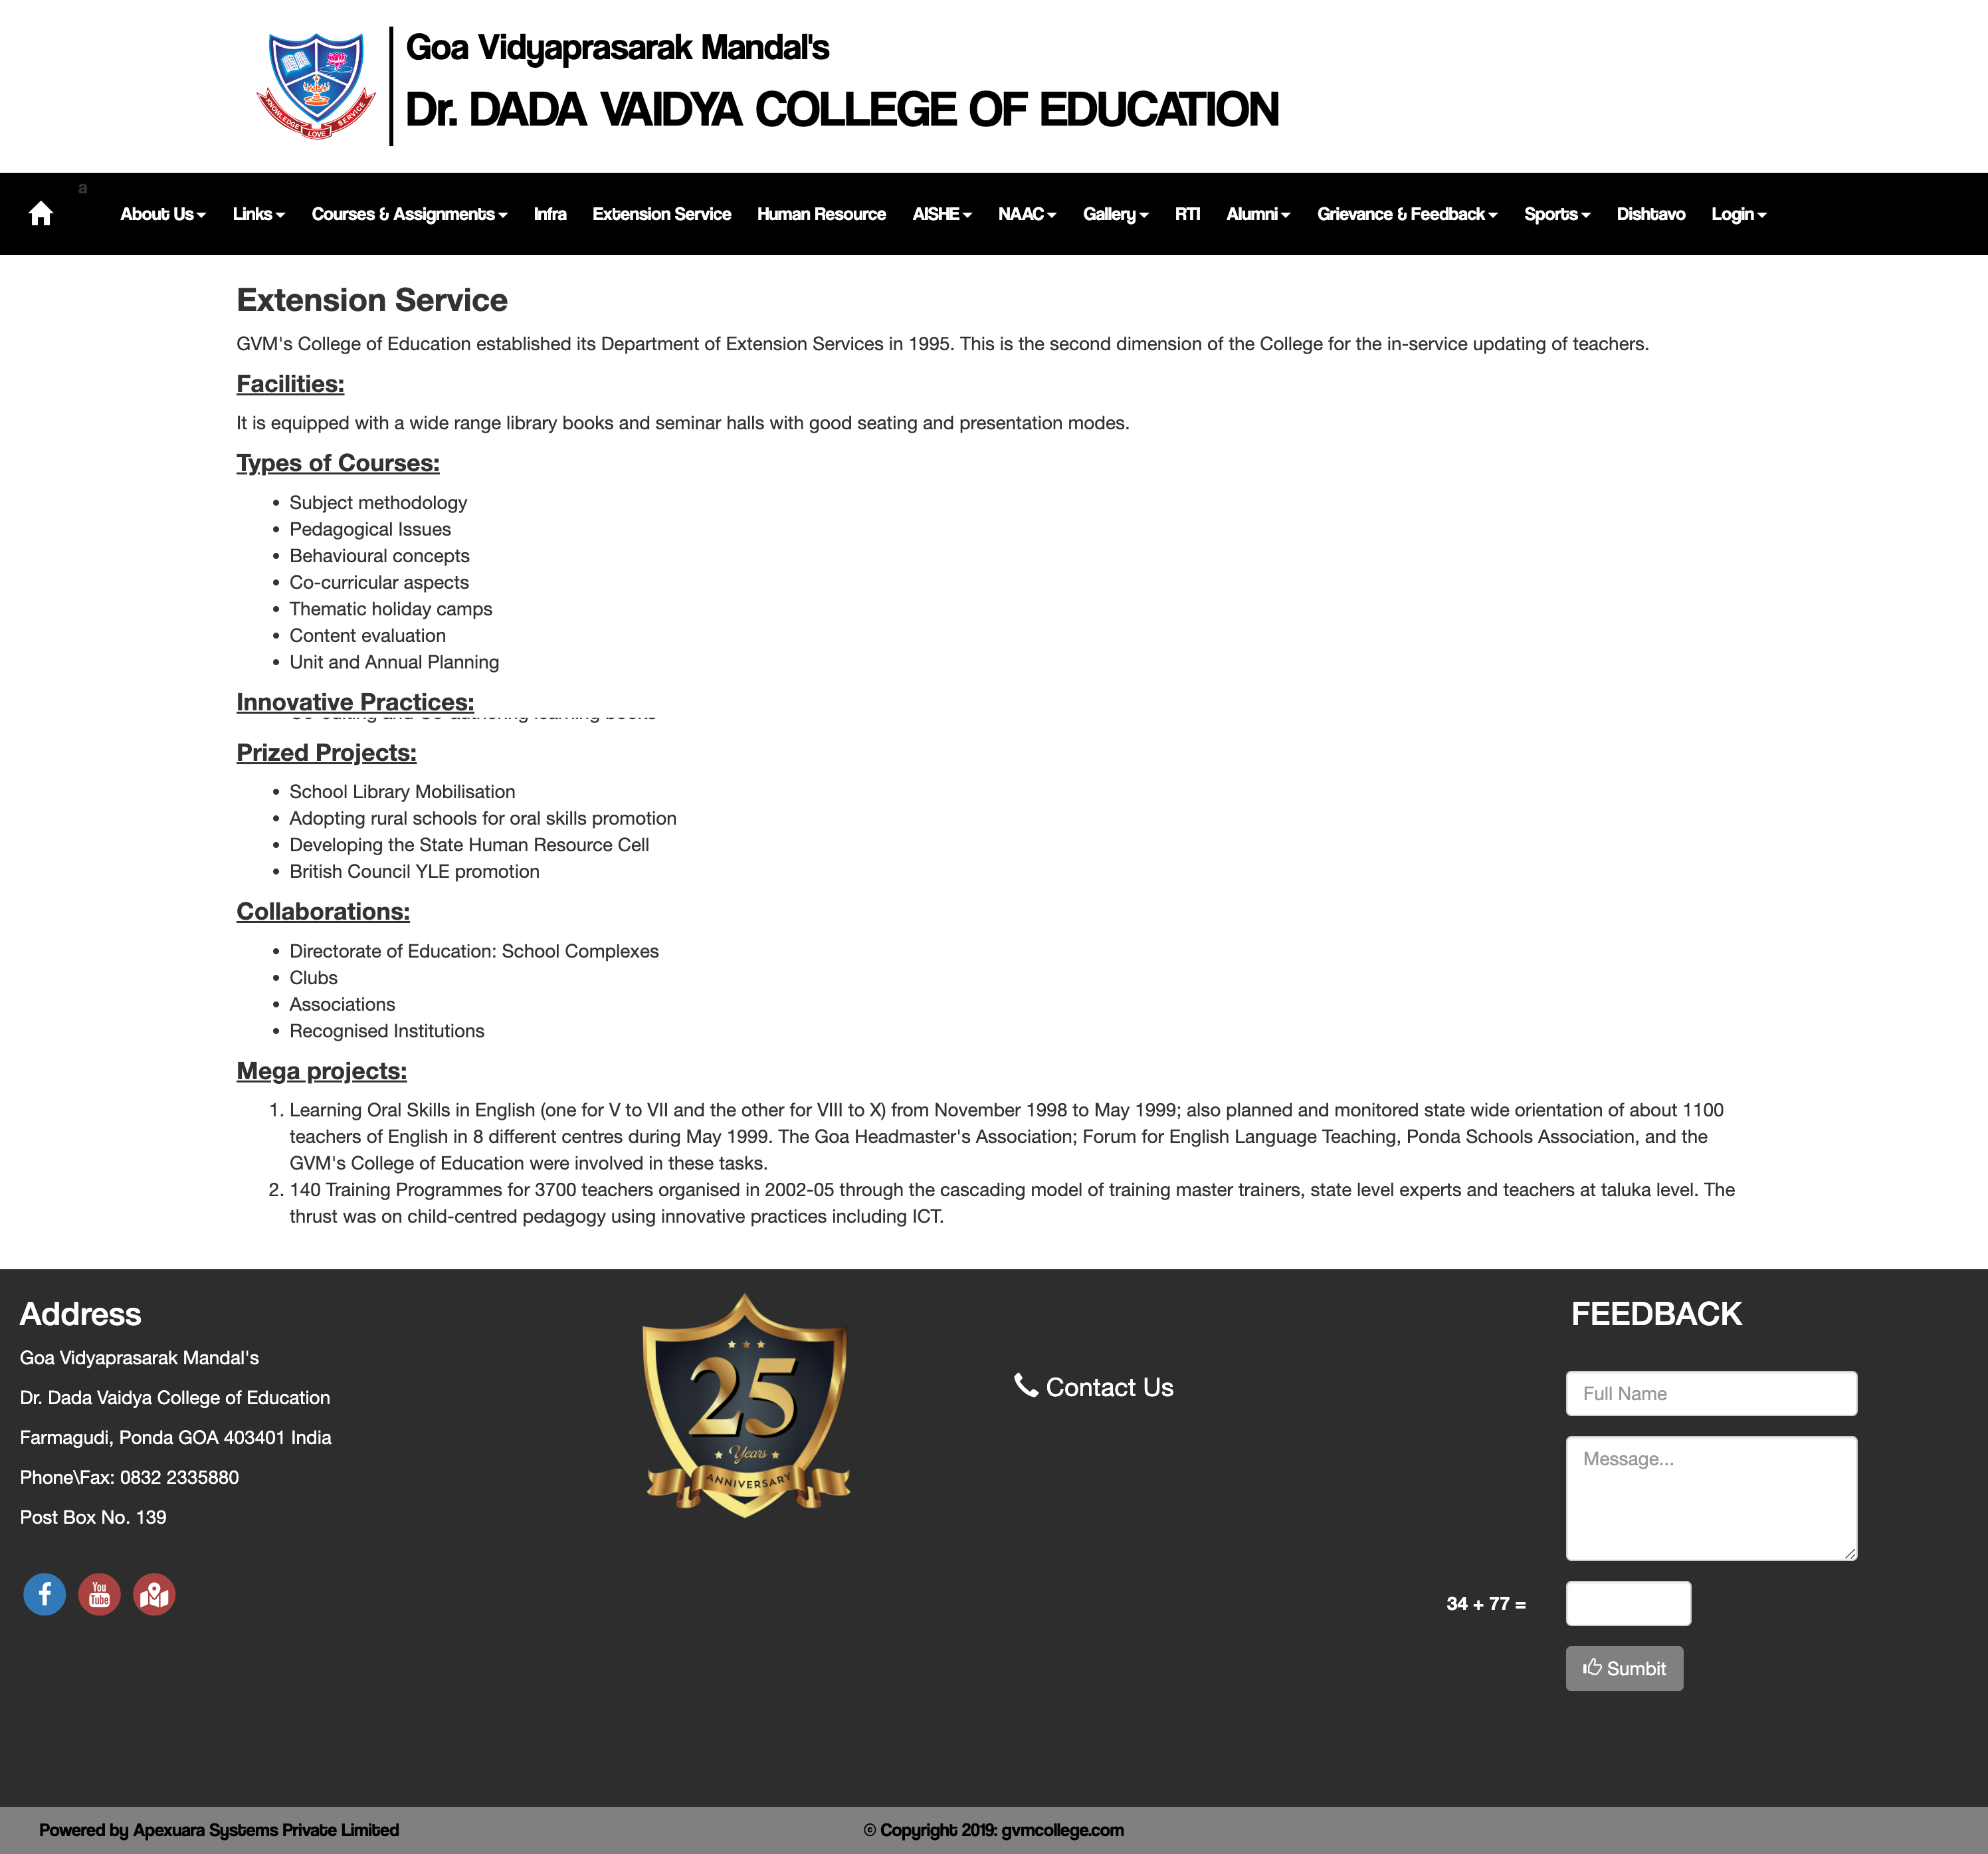 KNOWLEDGE LOVE SERVICE
Goa Vidyaprasarak Mandal's
Dr. DADA VAIDYA COLLEGE OF EDUCATION
a
About Us Links Courses & Assignments Infra Extension Service Human Resource AISHE NAAC Gallery RTI Alumni Grievance & Feedback Sports Dishtavo Login
Extension Service
GVM's College of Education established its Department of Extension Services in 1995. This is the second dimension of the College for the in-service updating of teachers.
Facilities:
It is equipped with a wide range library books and seminar halls with good seating and presentation modes.
Types of Courses:
• Subject methodology
• Pedagogical Issues
• Behavioural concepts
• Co-curricular aspects
• Thematic holiday camps
• Content evaluation
• Unit and Annual Planning
Innovative Practices:
Prized Projects:
• School Library Mobilisation
• Adopting rural schools for oral skills promotion
• Developing the State Human Resource Cell
• British Council YLE promotion
Collaborations:
• Directorate of Education: School Complexes
• Clubs
• Associations
• Recognised Institutions
Mega projects:
1. Learning Oral Skills in English (one for V to VII and the other for VIII to X) from November 1998 to May 1999; also planned and monitored state wide orientation of about 1100
teachers of English in 8 different centres during May 1999. The Goa Headmaster's Association; Forum for English Language Teaching, Ponda Schools Association, and the
GVM's College of Education were involved in these tasks.
2. 140 Training Programmes for 3700 teachers organised in 2002-05 through the cascading model of training master trainers, state level experts and teachers at taluka level. The
thrust was on child-centred pedagogy using innovative practices including ICT.
Address
Goa Vidyaprasarak Mandal's
Dr. Dada Vaidya College of Education
Farmagudi, Ponda GOA 403401 India
Phone\Fax: 0832 2335880
Post Box No. 139
You
Tube
25
Years
ANNIVERSARY
Contact Us
FEEDBACK
Full Name
Message...
34 + 77 =
Sumbit
Powered by Apexuara Systems Private Limited
© Copyright 2019: gvmcollege.com